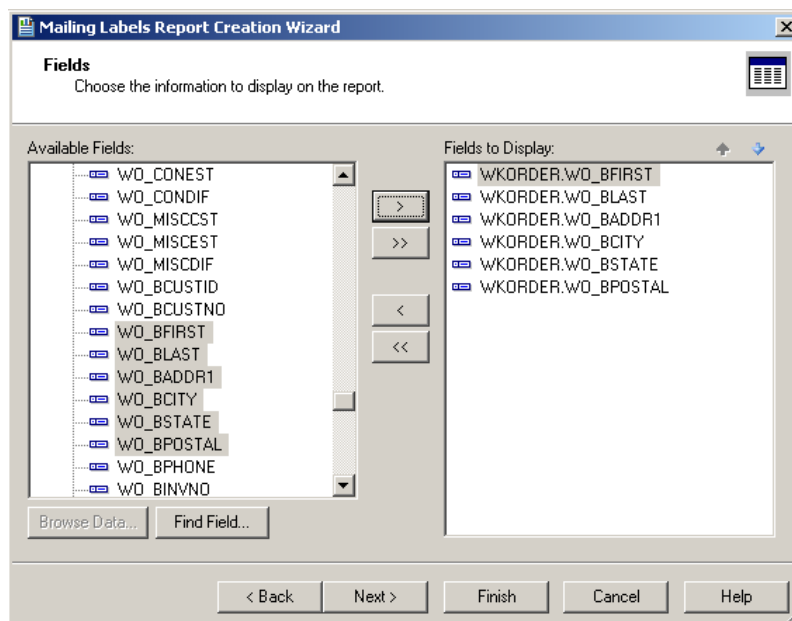 Mailing Labels Report Creation Wizard
Fields
Choose the information to display on the report.
Available Fields:
WO_CONEST
WO_CONDIF
WO_MISCCST
WO_MISCEST
WO_MISCDIF
WO_BCUSTID
WO_BCUSTNO
WO_BFIRST
WO_BLAST
WO_BADDR1
WO_BCITY
WO_BSTATE
WO_BPOSTAL
WO_BPHONE
WO_BINVNO
Browse Data...
Find Field...
>
>>
<
<<
Fields to Display:
WKORDER.WO_BFIRST
WKORDER.WO_BLAST
WKORDER.WO_BADDR1
WKORDER.WO_BCITY
WKORDER.WO_BSTATE
WKORDER.WO_BPOSTAL
< Back
Next >
Finish
Cancel
Help